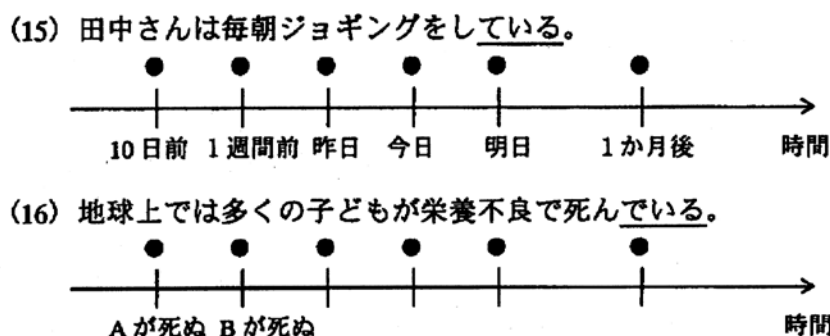 (15) 田中さんは毎朝ジョギングをしている。
10日前 1週間前 昨日 今日 明日 1か月後 時間
(16) 地球上では多くの子どもが栄養不良で死んでいる。
Aが死ぬ Bが死ぬ 時間